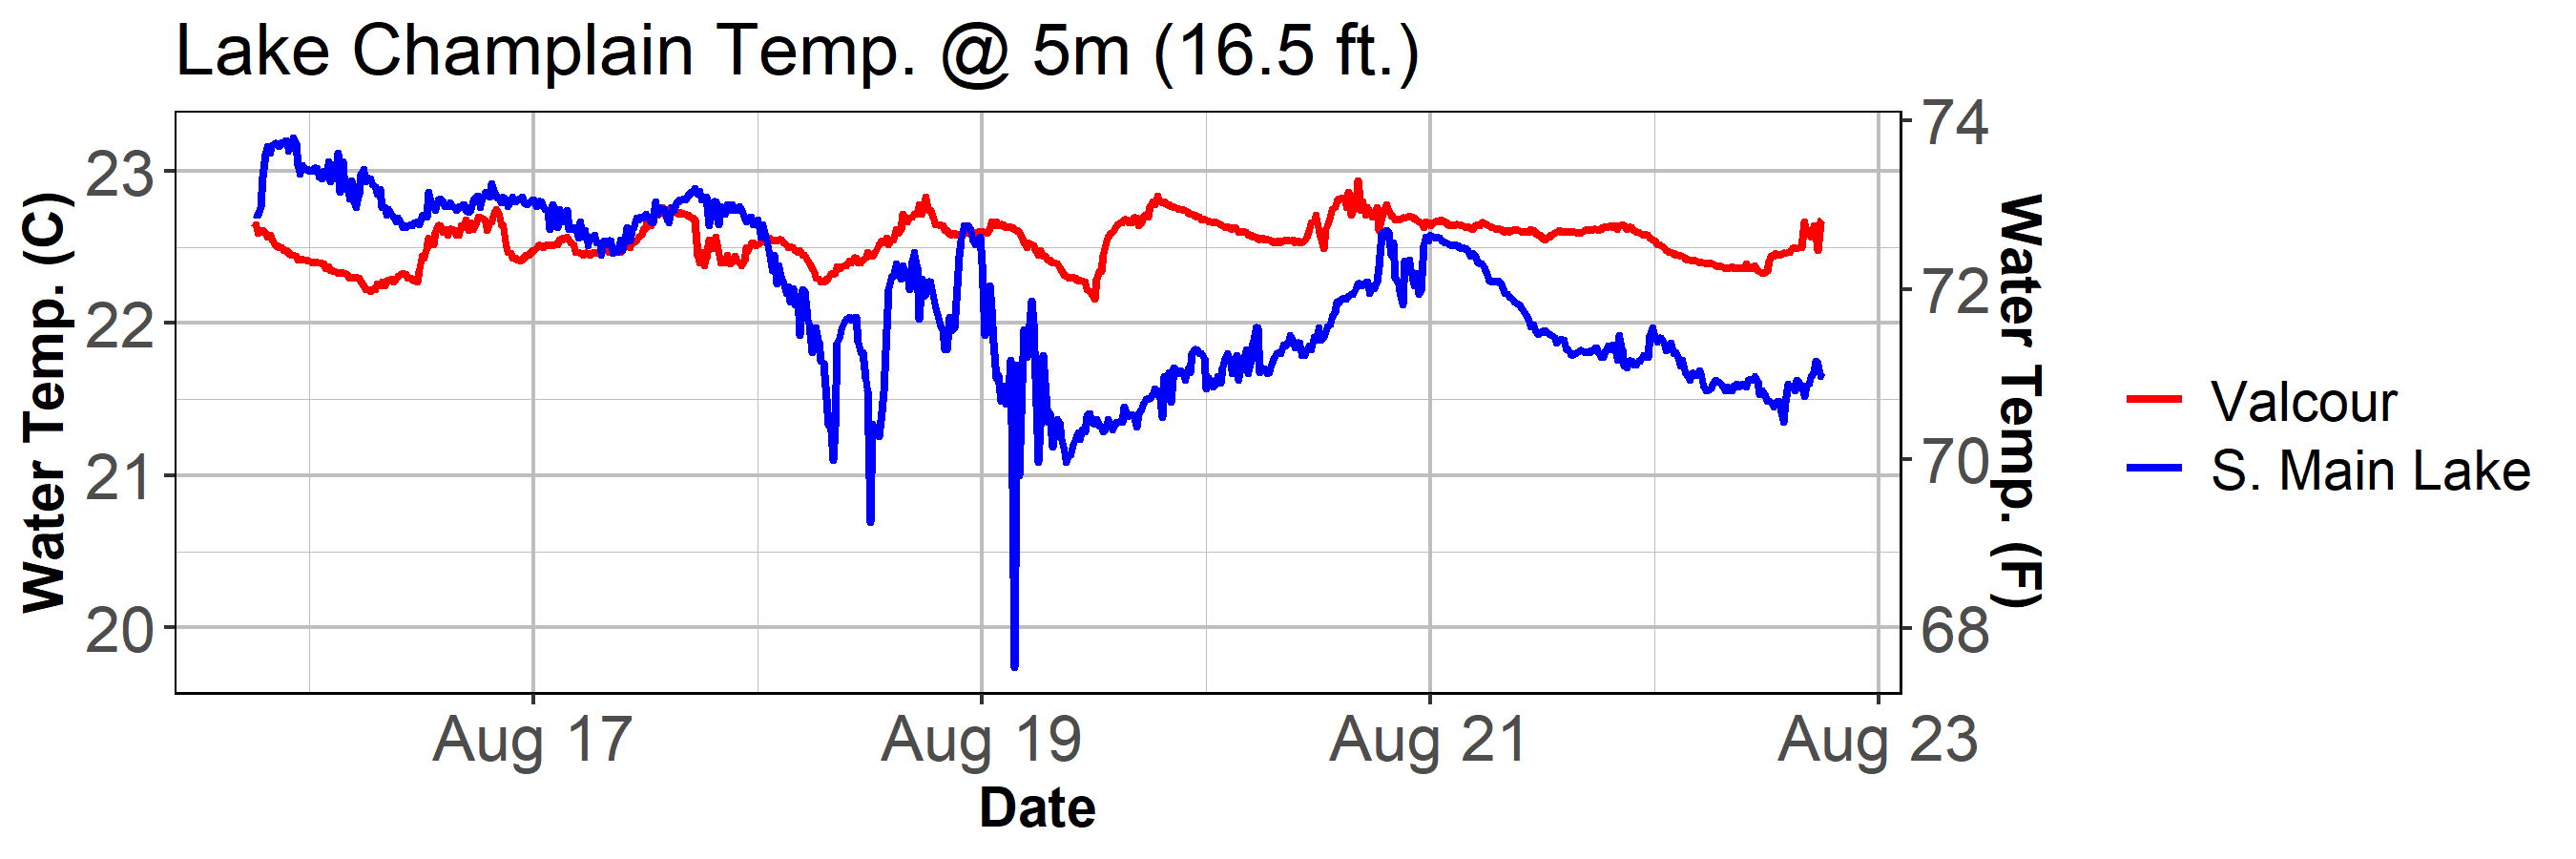 Lake Champlain Temp. @ 5m (16.5 ft.)
Water Temp. (C)
23
22
21
20
74
72
70
68
Water Temp. (F)
Aug 17
Aug 19
Aug 21
Aug 23
Date
Valcour
S. Main Lake